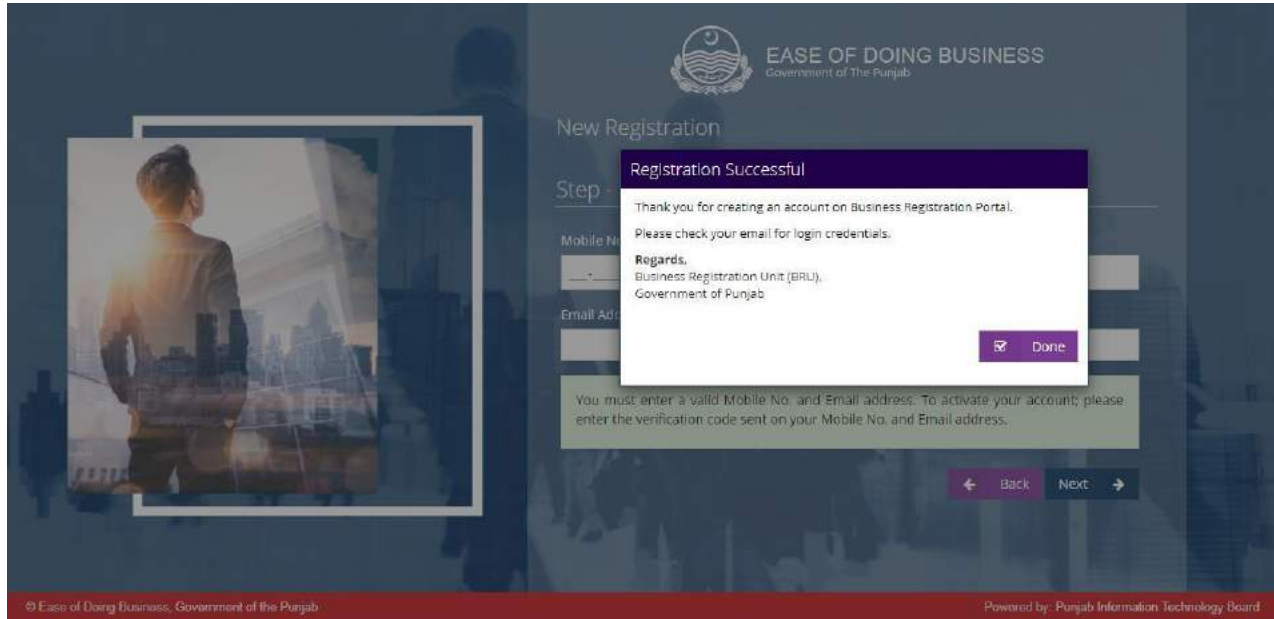 EASE OF DOING BUSINESS
Government of The Punjab
New Registration
Step -
Registration Successful
Thank you for creating an account on Business Registration Portal.
Please check your email for login credentials.
Regards,
Business Registration Unit (BRU),
Government of Punjab
Done
Mobile
Email
You must enter a valid Mobile No. and Email address. To activate your account; please
enter the verification code sent on your Mobile No. and Email address.
Back Next
© Ease of Doing Business, Government of the Punjab
Powered by: Punjab Information Technology Board